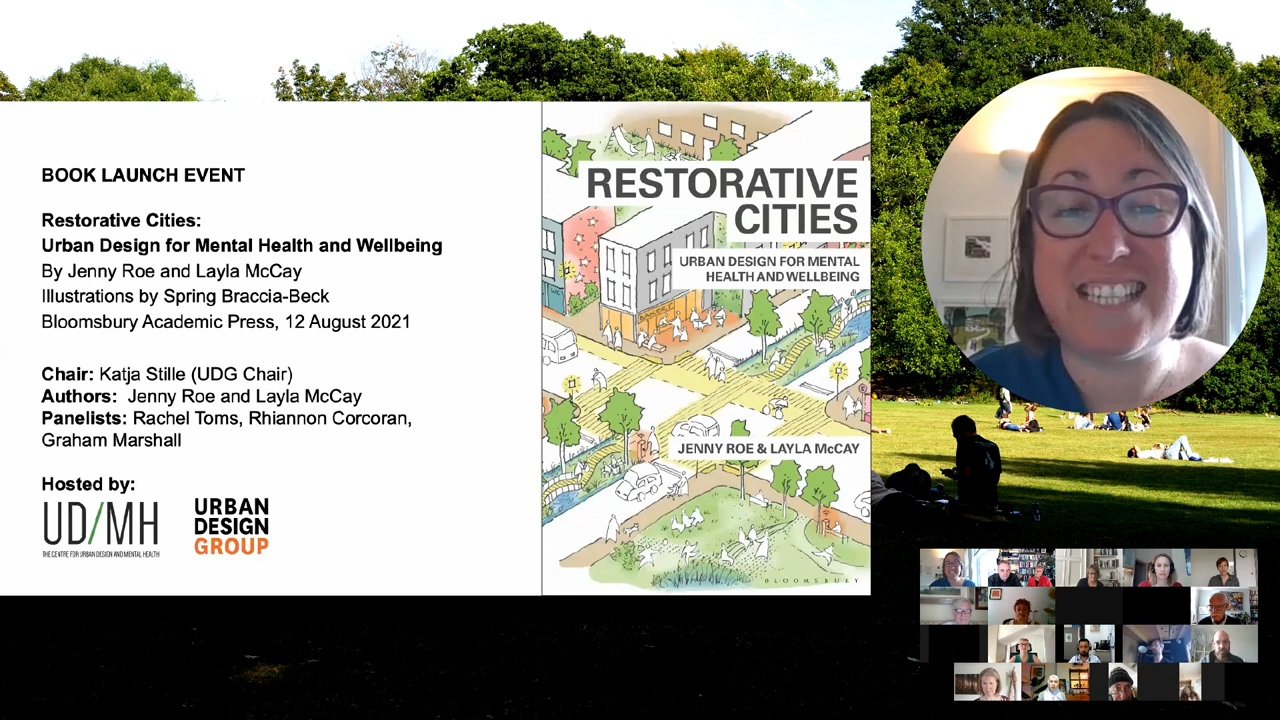 BOOK LAUNCH EVENT
Restorative Cities:
Urban Design for Mental Health and Wellbeing
By Jenny Roe and Layla McCay
Illustrations by Spring Braccia-Beck
Bloomsbury Academic Press, 12 August 2021
Chair: Katja Stille (UDG Chair)
Authors: Jenny Roe and Layla McCay
Panelists: Rachel Toms, Rhiannon Corcoran,
Graham Marshall
Hosted by:
UD/MH
THE CENTRE FOR URBAN DESIGN AND MENTAL HEALTH
URBAN
DESIGN
GROUP
RESTORATIVE
CITIES
URBAN DESIGN FOR MENTAL
HEALTH AND WELLBEING
BAKERY
JENNY ROE & LAYLA McCAY
BLOOMSBURY